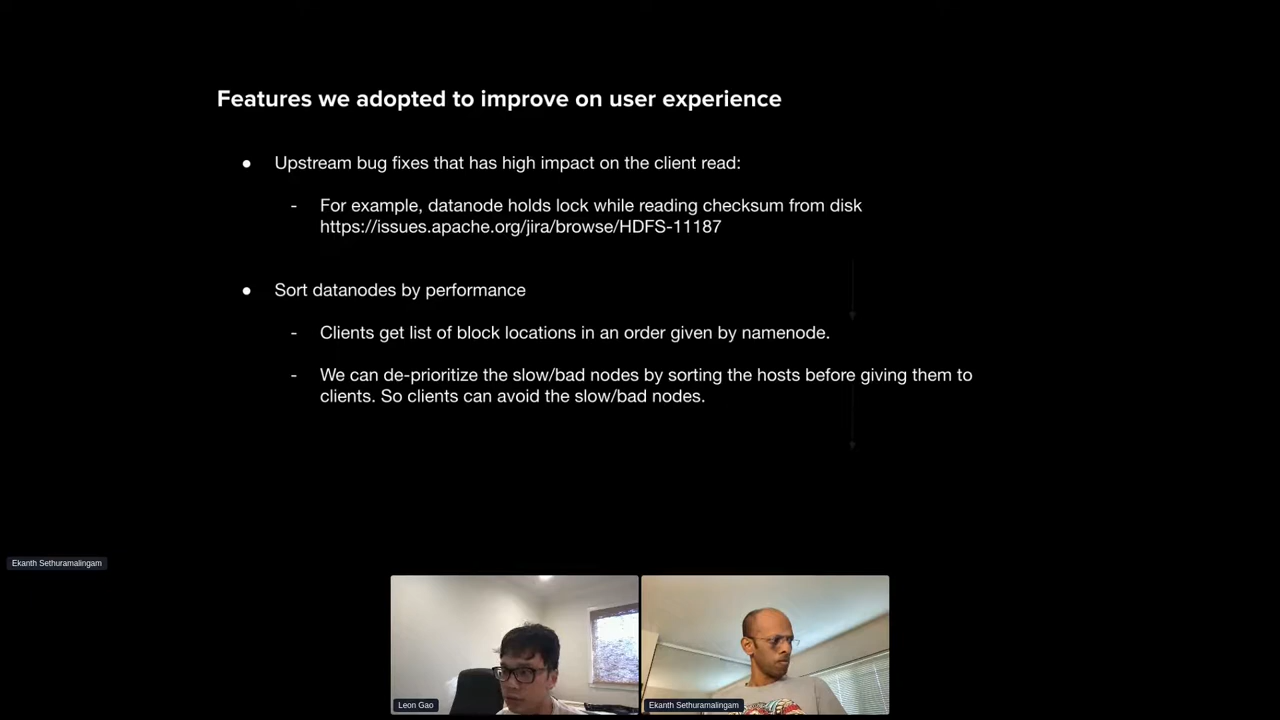 Features we adopted to improve on user experience
● Upstream bug fixes that has high impact on the client read:
- For example, datanode holds lock while reading checksum from disk
https://issues.apache.org/jira/browse/HDFS-11187
● Sort datanodes by performance
- Clients get list of block locations in an order given by namenode.
- We can de-prioritize the slow/bad nodes by sorting the hosts before giving them to
clients. So clients can avoid the slow/bad nodes.
Ekanth Sethuramalingam
Leon Gao
Ekanth Sethuramalingam